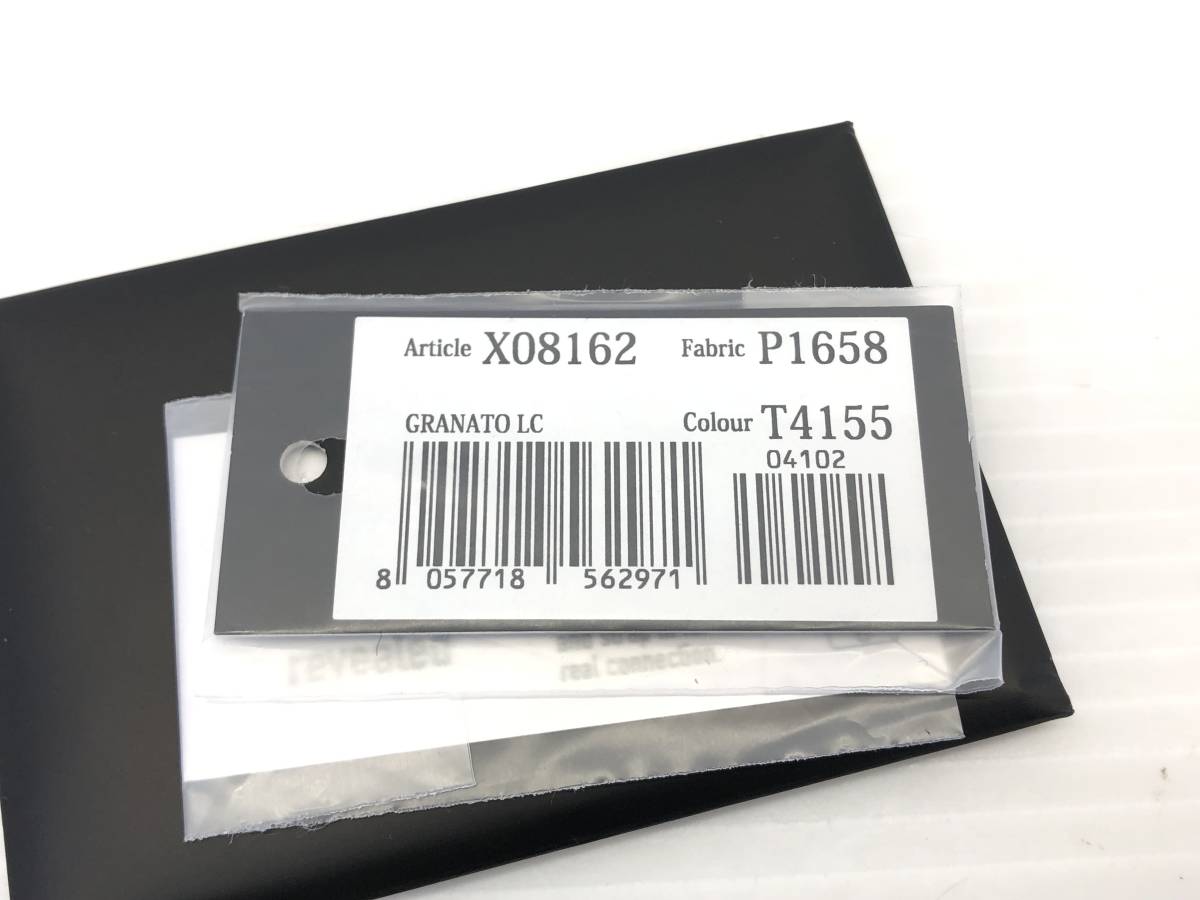 Article X08162 Fabric P1658
GRANATO LC Colour T4155
04102
8 057718 562971
revealed
real connection.